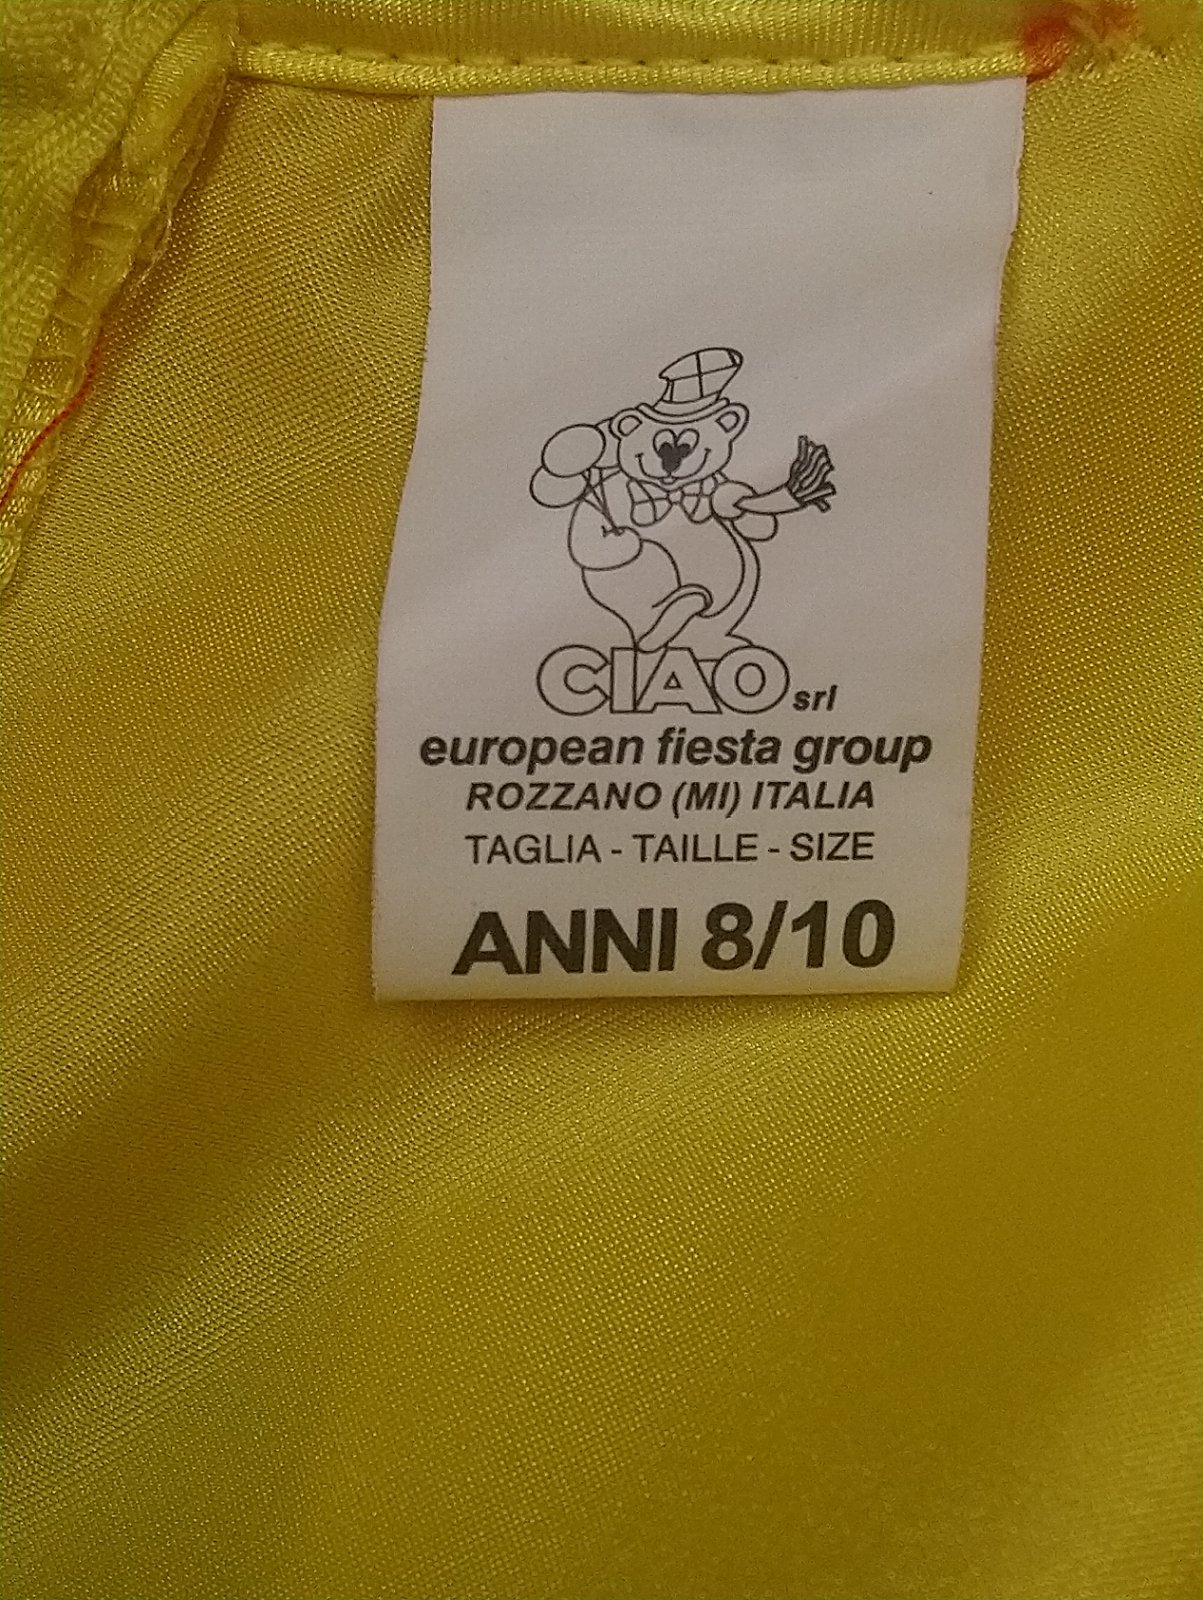 CIAO srl
european fiesta group
ROZZANO (MI) ITALIA
TAGLIA - TAILLE - SIZE
ANNI 8/10